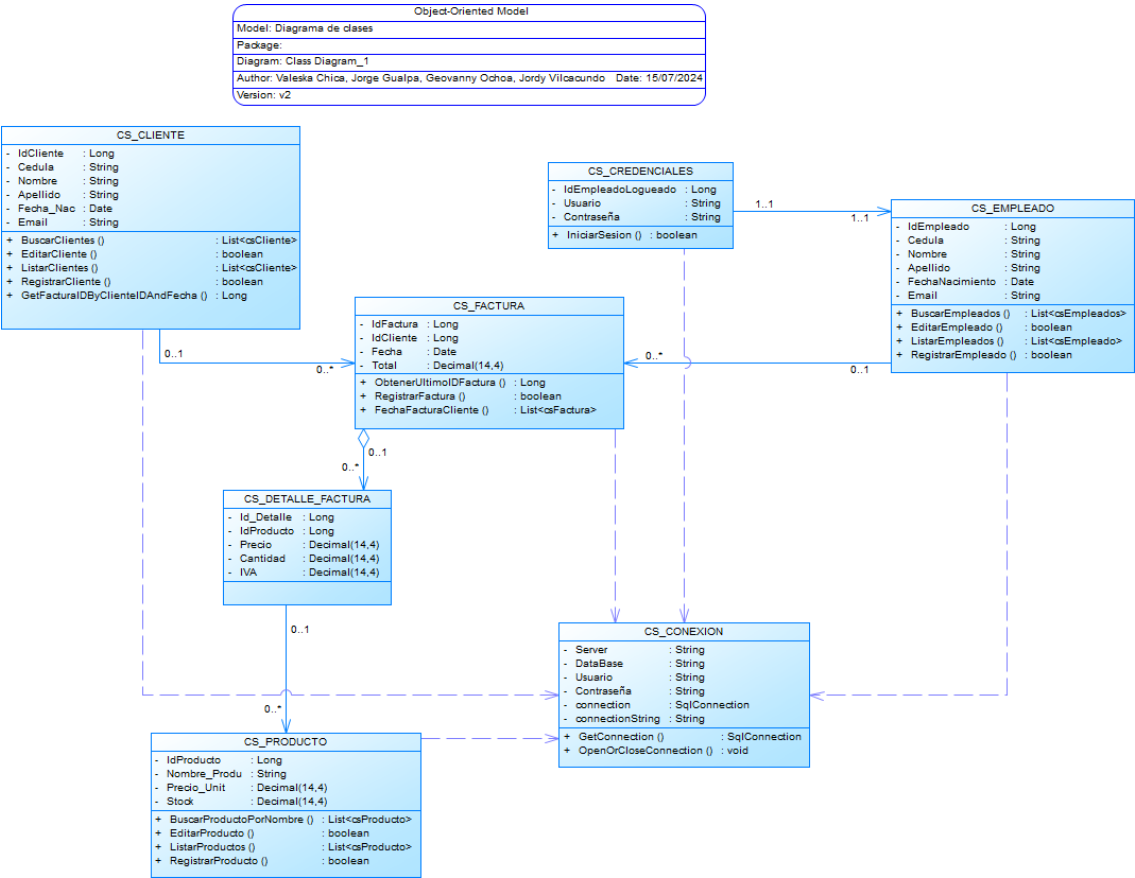 Object-Oriented Model
Model: Diagrama de clases
Package:
Diagram: Class Diagram_1
Author: Valeska Chica, Jorge Gualpa, Geovanny Ochoa, Jordy Vilcacundo Date: 15/07/2024
Version: v2
CS_CLIENTE
- IdCliente : Long
- Cedula : String
- Nombre : String
- Apellido : String
- Fecha_Nac : Date
- Email : String
+ BuscarClientes () : List<csCliente>
+ EditarCliente () : boolean
+ ListarClientes () : List<csCliente>
+ RegistrarCliente () : boolean
+ GetFacturaIDByClienteIDAndFecha () : Long
CS_CREDENCIALES
- IdEmpleadoLogueado : Long
- Usuario : String
- Contraseña : String
+ IniciarSesion () : boolean
1..1
1..1
CS_EMPLEADO
- IdEmpleado : Long
- Cedula : String
- Nombre : String
- Apellido : String
- FechaNacimiento : Date
- Email : String
+ BuscarEmpleados () : List<csEmpleados>
+ EditarEmpleado () : boolean
+ ListarEmpleados () : List<csEmpleado>
+ RegistrarEmpleado () : boolean
CS_FACTURA
- IdFactura : Long
- IdCliente : Long
- Fecha : Date
- Total : Decimal(14,4)
+ ObtenerUltimoIDFactura () : Long
+ RegistrarFactura () : boolean
+ FechaFacturaCliente () : List<csFactura>
0..1
0..*
0..*
0..1
0..1
0..*
CS_DETALLE_FACTURA
- Id_Detalle : Long
- IdProducto : Long
- Precio : Decimal(14,4)
- Cantidad : Decimal(14,4)
- IVA : Decimal(14,4)
0..1
0..*
CS_CONEXION
- Server : String
- DataBase : String
- Usuario : String
- Contraseña : String
- connection : SqlConnection
- connectionString : String
+ GetConnection () : SqlConnection
+ OpenOrCloseConnection () : void
CS_PRODUCTO
- IdProducto : Long
- Nombre_Produ : String
- Precio_Unit : Decimal(14,4)
- Stock : Decimal(14,4)
+ BuscarProductoPorNombre () : List<csProducto>
+ EditarProducto () : boolean
+ ListarProductos () : List<csProducto>
+ RegistrarProducto () : boolean